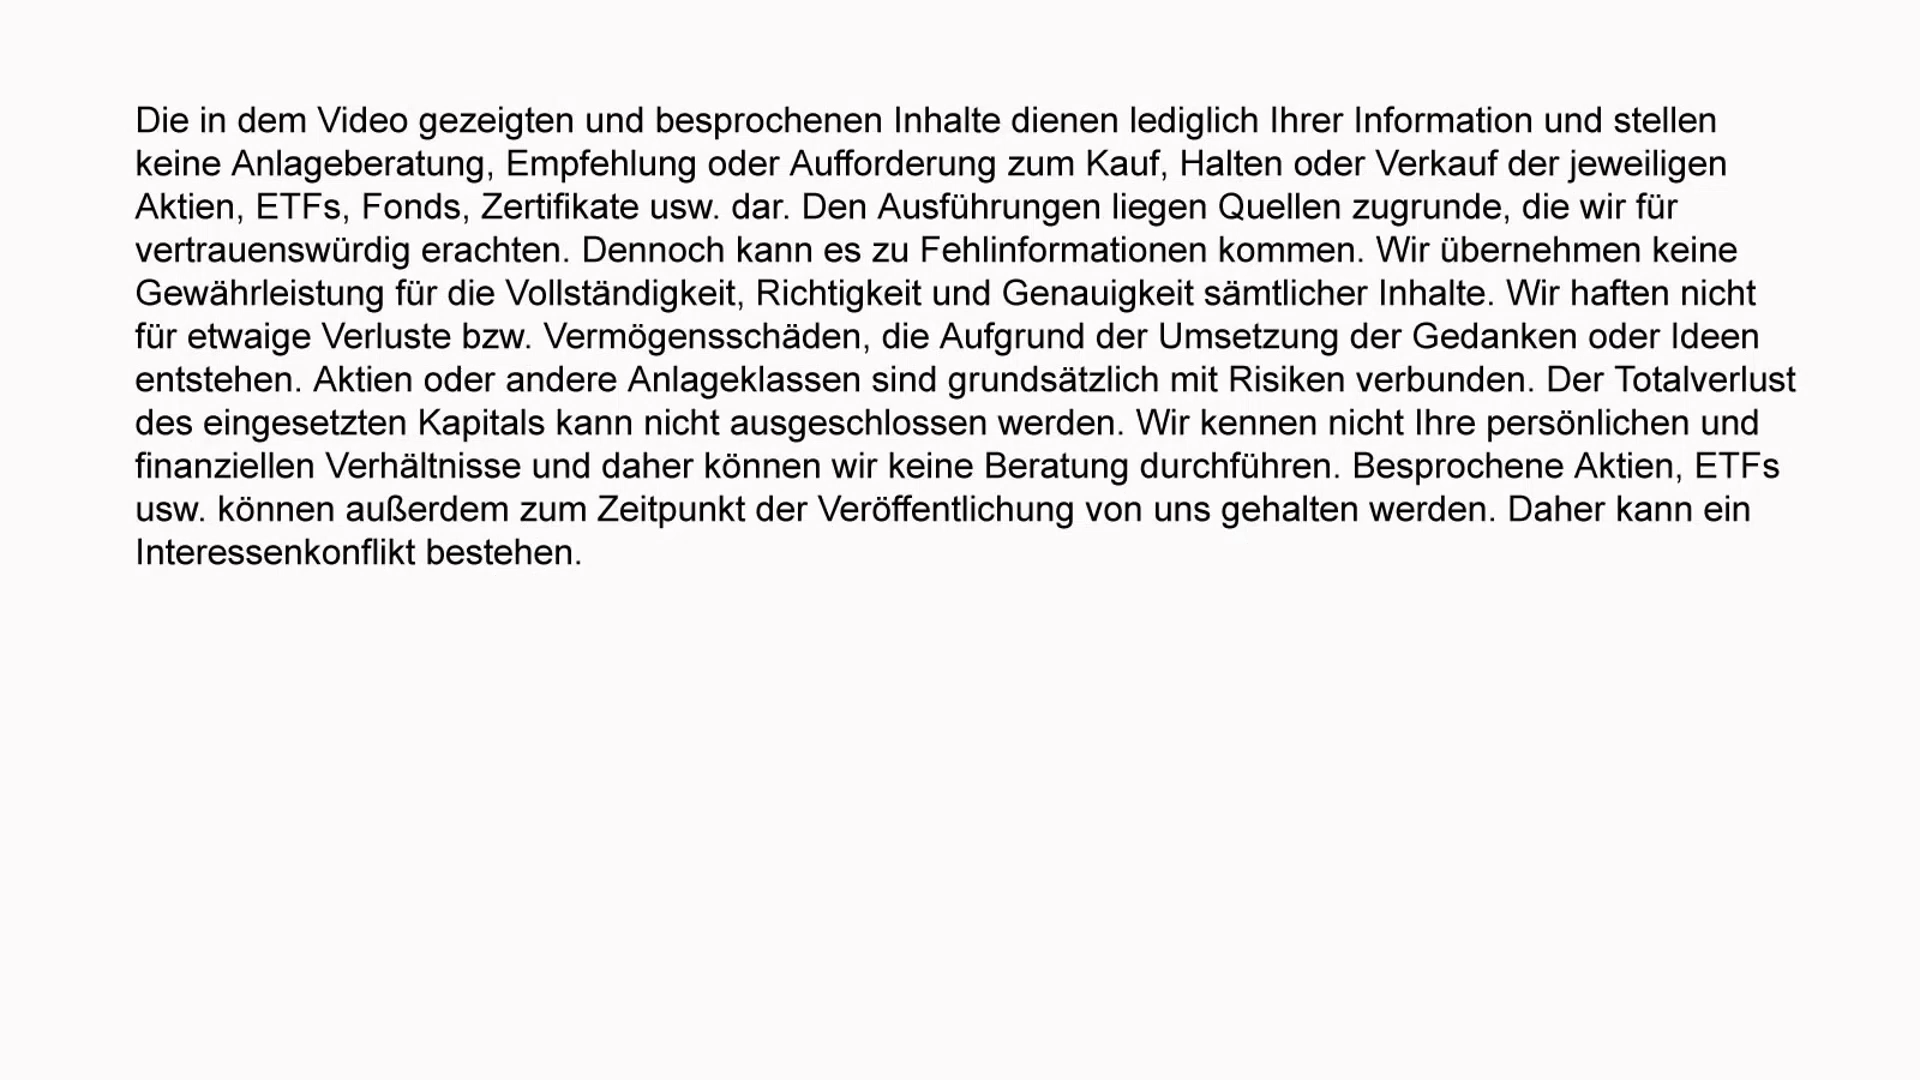 Die in dem Video gezeigten und besprochenen Inhalte dienen lediglich Ihrer Information und stellen
keine Anlageberatung, Empfehlung oder Aufforderung zum Kauf, Halten oder Verkauf der jeweiligen
Aktien, ETFs, Fonds, Zertifikate usw. dar. Den Ausführungen liegen Quellen zugrunde, die wir für
vertrauenswürdig erachten. Dennoch kann es zu Fehlinformationen kommen. Wir übernehmen keine
Gewährleistung für die Vollständigkeit, Richtigkeit und Genauigkeit sämtlicher Inhalte. Wir haften nicht
für etwaige Verluste bzw. Vermögensschäden, die Aufgrund der Umsetzung der Gedanken oder Ideen
entstehen. Aktien oder andere Anlageklassen sind grundsätzlich mit Risiken verbunden. Der Totalverlust
des eingesetzten Kapitals kann nicht ausgeschlossen werden. Wir kennen nicht Ihre persönlichen und
finanziellen Verhältnisse und daher können wir keine Beratung durchführen. Besprochene Aktien, ETFs
usw. können außerdem zum Zeitpunkt der Veröffentlichung von uns gehalten werden. Daher kann ein
Interessenkonflikt bestehen.